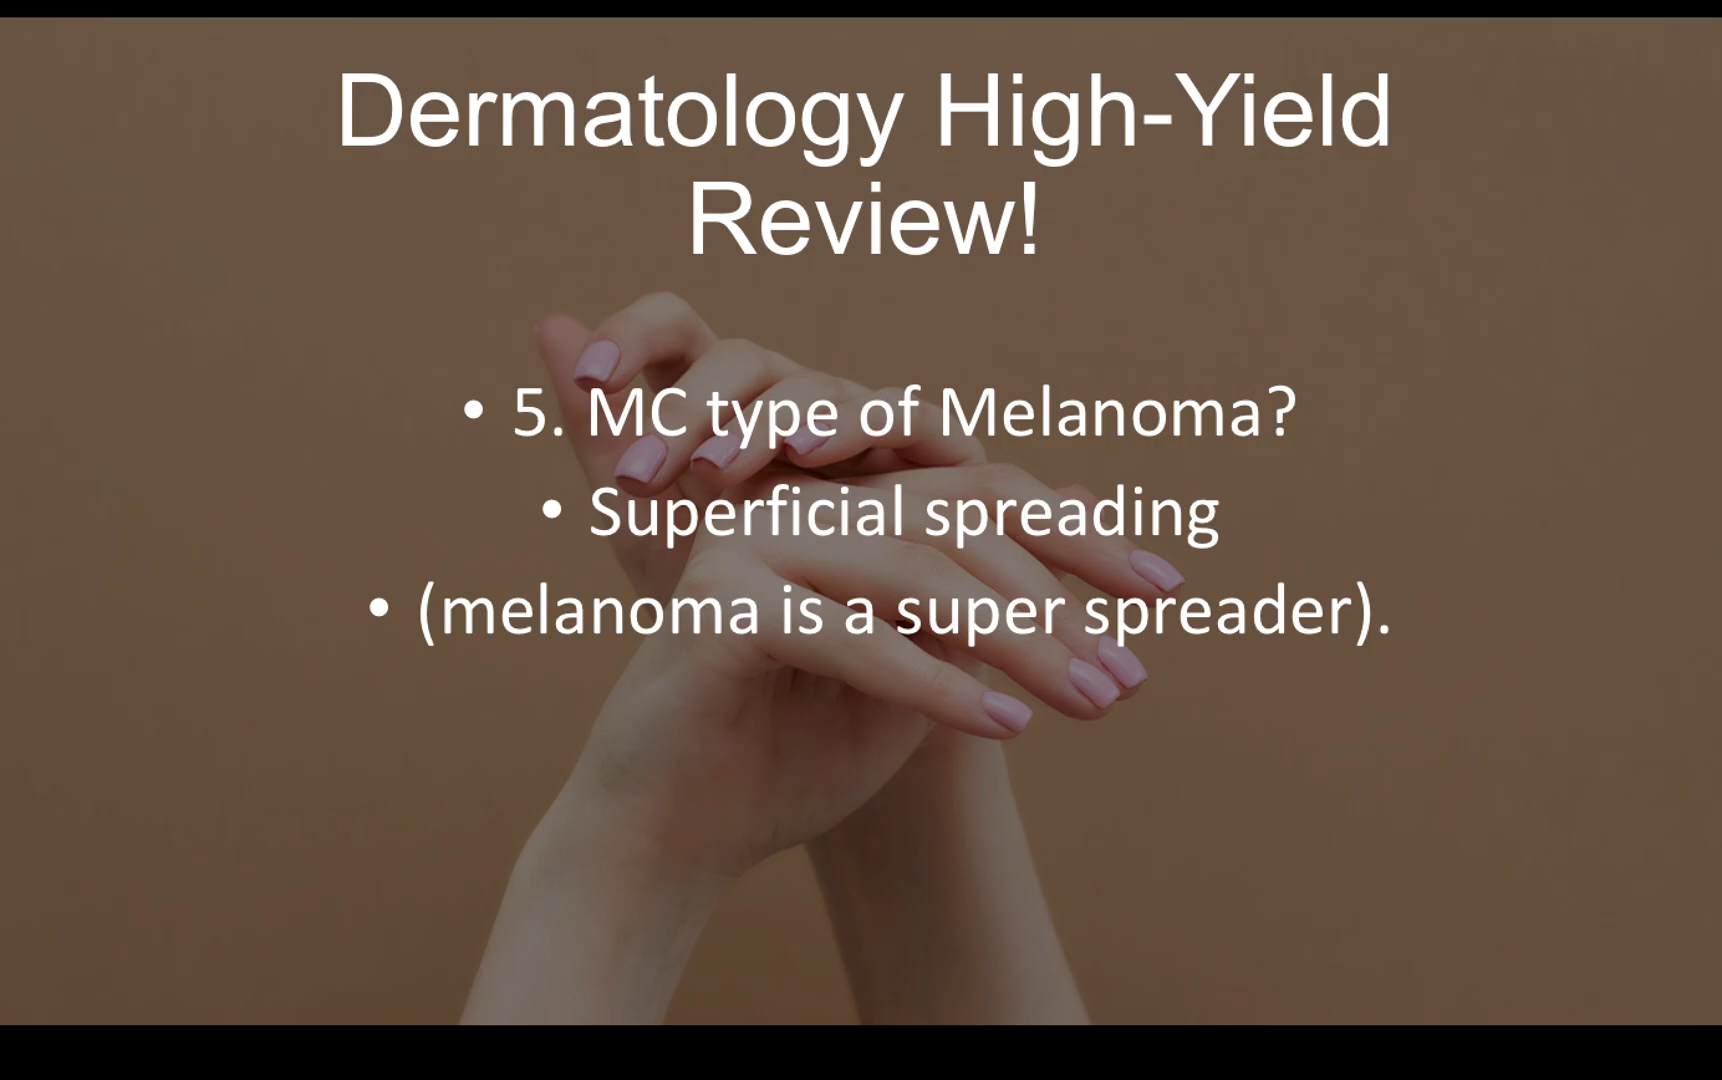 Dermatology High-Yield
Review!
• 5. MC type of Melanoma?
• Superficial spreading
• (melanoma is a super spreader).